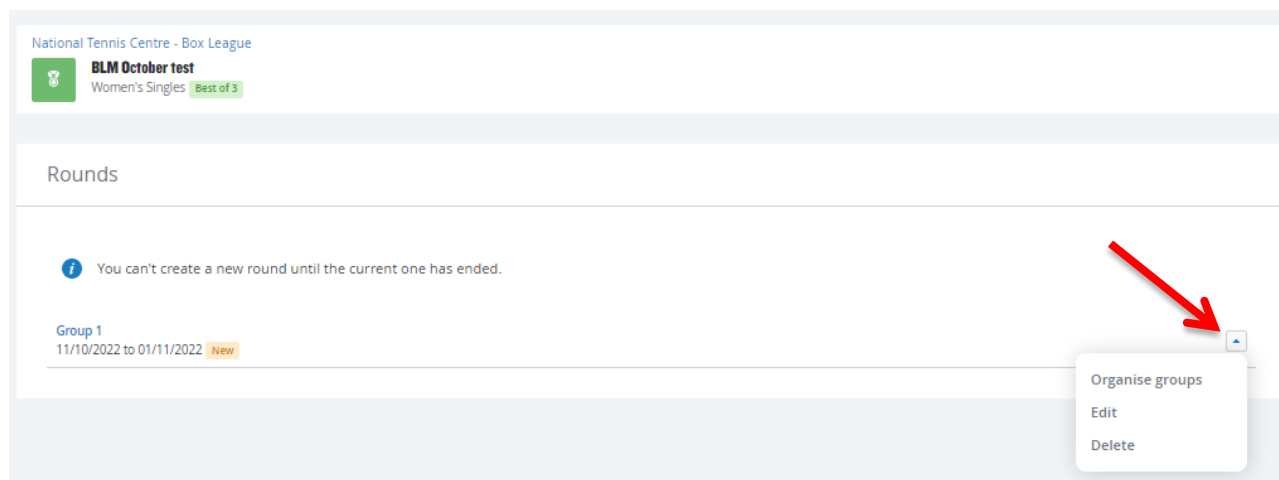 National Tennis Centre - Box League
BLM October test
Women's Singles Best of 3
Rounds
You can't create a new round until the current one has ended.
Group 1
11/10/2022 to 01/11/2022 New
Organise groups
Edit
Delete